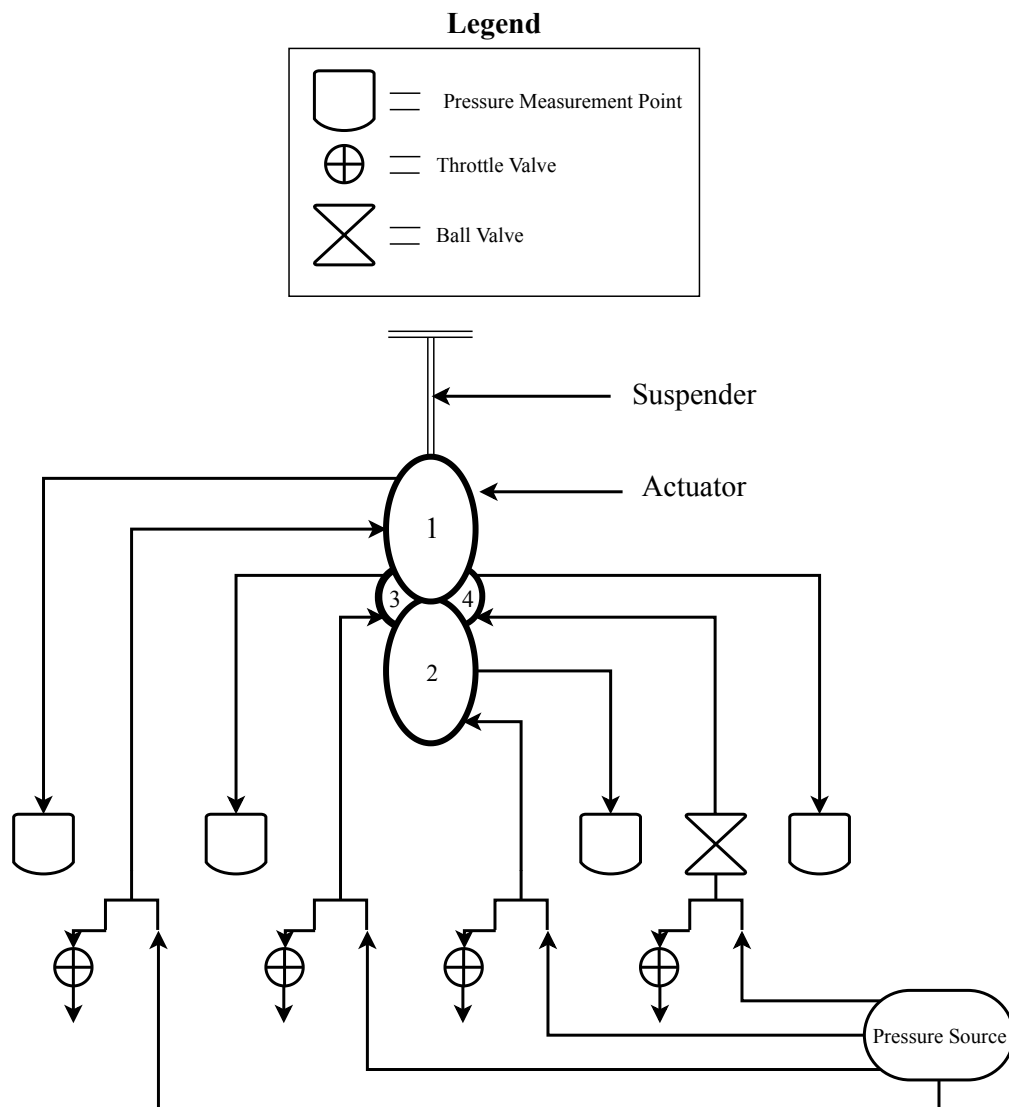 Legend
Pressure Measurement Point
Throttle Valve
Ball Valve
Suspender
Actuator
1
3
4
2
Pressure Source